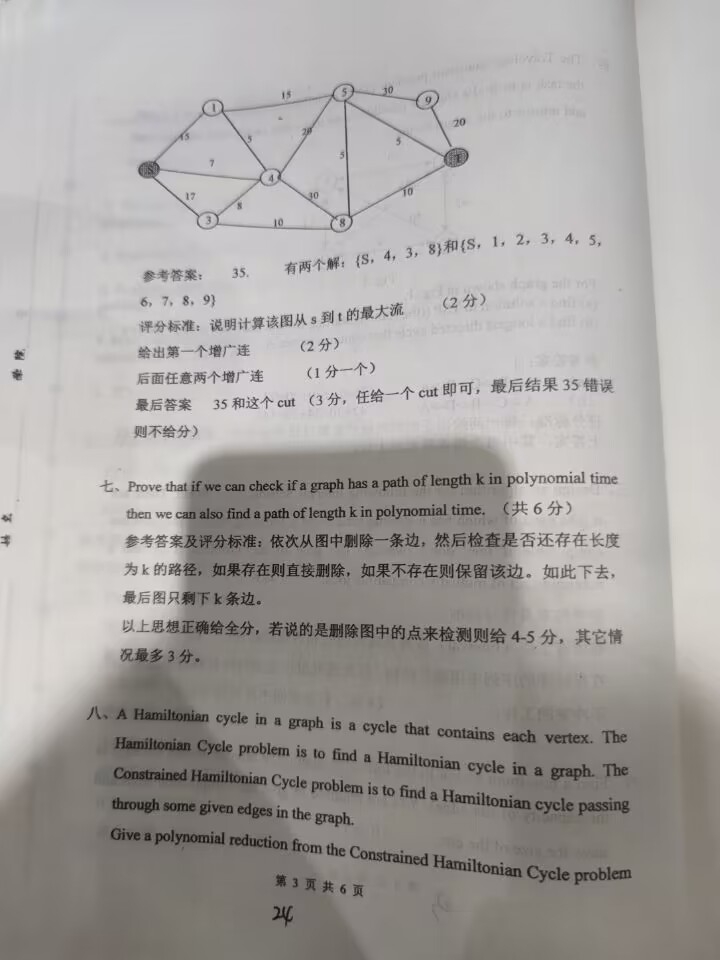 15
5
30
9
1
20
15
5
20
5
7
5
S
4
T
17
8
30
10
3
10
8
参考答案： 35. 有两个解：{S，4，3，8}和{S，1，2，3，4，5，
6，7，8，9}
评分标准：说明计算该图从 s 到 t 的最大流 （2 分）
给出第一个增广连 （2 分）
后面任意两个增广连 （1 分一个）
最后答案 35 和这个 cut （3 分，任给一个 cut 即可，最后结果 35 错误
则不给分）
七、Prove that if we can check if a graph has a path of length k in polynomial time
then we can also find a path of length k in polynomial time. （共 6 分）
参考答案及评分标准：依次从图中删除一条边，然后检查是否还存在长度
为 k 的路径，如果存在则直接删除，如果不存在则保留该边。如此下去，
最后图只剩下 k 条边。
以上思想正确给全分，若说的是删除图中的点来检测则给 4-5 分，其它情
况最多 3 分。
八、A Hamiltonian cycle in a graph is a cycle that contains each vertex. The
Hamiltonian Cycle problem is to find a Hamiltonian cycle in a graph. The
Constrained Hamiltonian Cycle problem is to find a Hamiltonian cycle passing
through some given edges in the graph.
Give a polynomial reduction from the Constrained Hamiltonian Cycle problem
第 3 页 共 6 页
24